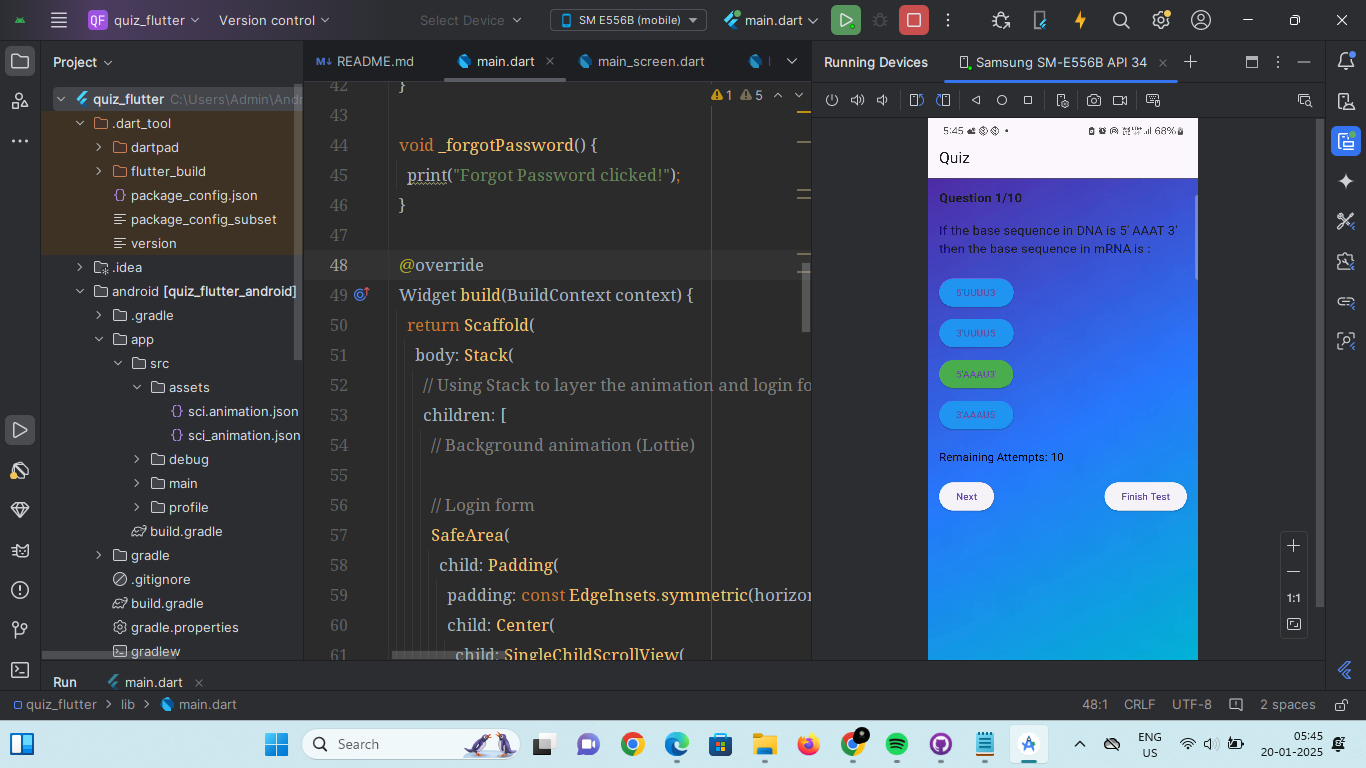 QF quiz_flutter Version control Select Device SM E556B (mobile) main.dart
Project
quiz_flutter C:\Users\Admin\Andr
.dart_tool
dartpad
flutter_build
package_config.json
package_config_subset
version
.idea
android [quiz_flutter_android]
.gradle
app
src
assets
sci.animation.json
sci_animation.json
debug
main
profile
build.gradle
gradle
.gitignore
build.gradle
gradle.properties
gradlew
README.md main.dart main_screen.dart
1 5
42 }
43
44 void _forgotPassword() {
45 print("Forgot Password clicked!");
46 }
47
48 @override
49 Widget build(BuildContext context) {
50 return Scaffold(
51 body: Stack(
52 // Using Stack to layer the animation and login fo
53 children: [
54 // Background animation (Lottie)
55
56 // Login form
57 SafeArea(
58 child: Padding(
59 padding: const EdgeInsets.symmetric(horizon
60 child: Center(
61 child: SingleChildScrollView(
Running Devices Samsung SM-E556B API 34
5:45 68%
Quiz
Question 1/10
If the base sequence in DNA is 5' AAAT 3'
then the base sequence in mRNA is :
5'UUUU3
3'UUUU5
5'AAAU3'
3'AAAU5
Remaining Attempts: 10
Next Finish Test
1:1
Run main.dart
quiz_flutter > lib > main.dart 48:1 CRLF UTF-8 2 spaces
Search
ENG
US
05:45
20-01-2025